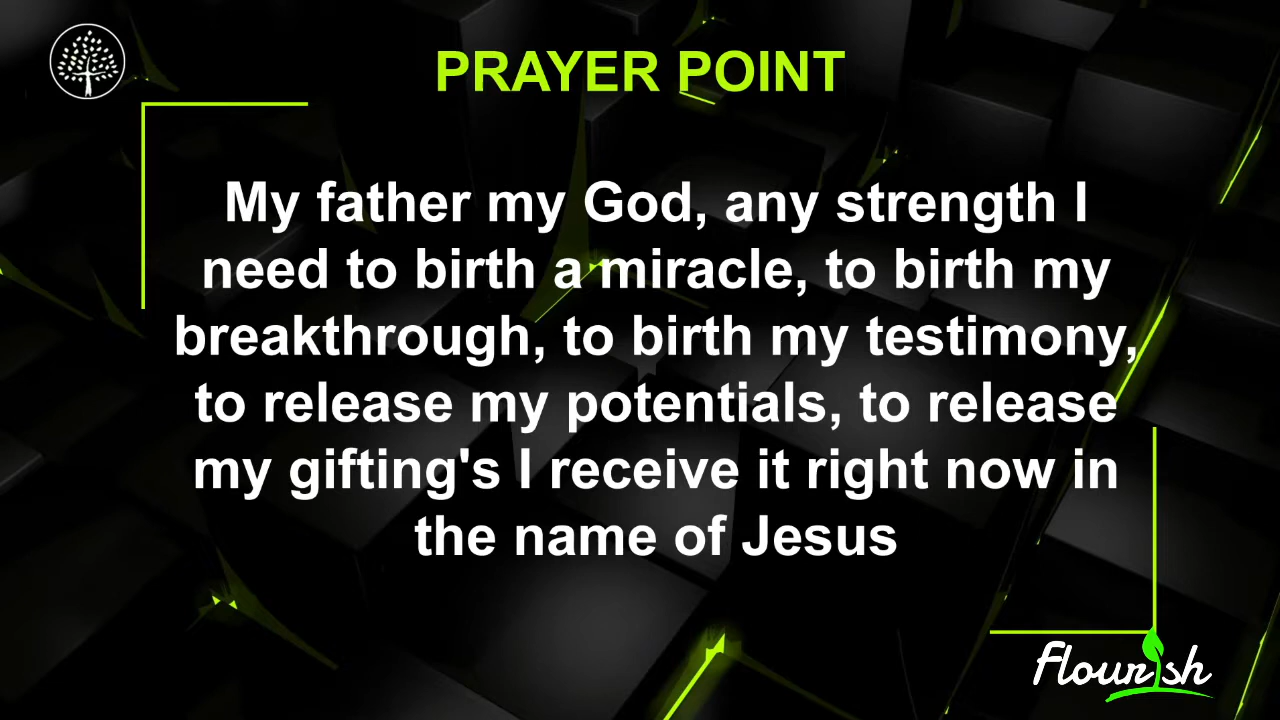 PRAYER POINT
My father my God, any strength I
need to birth a miracle, to birth my
breakthrough, to birth my testimony,
to release my potentials, to release
my gifting's I receive it right now in
the name of Jesus
flourish